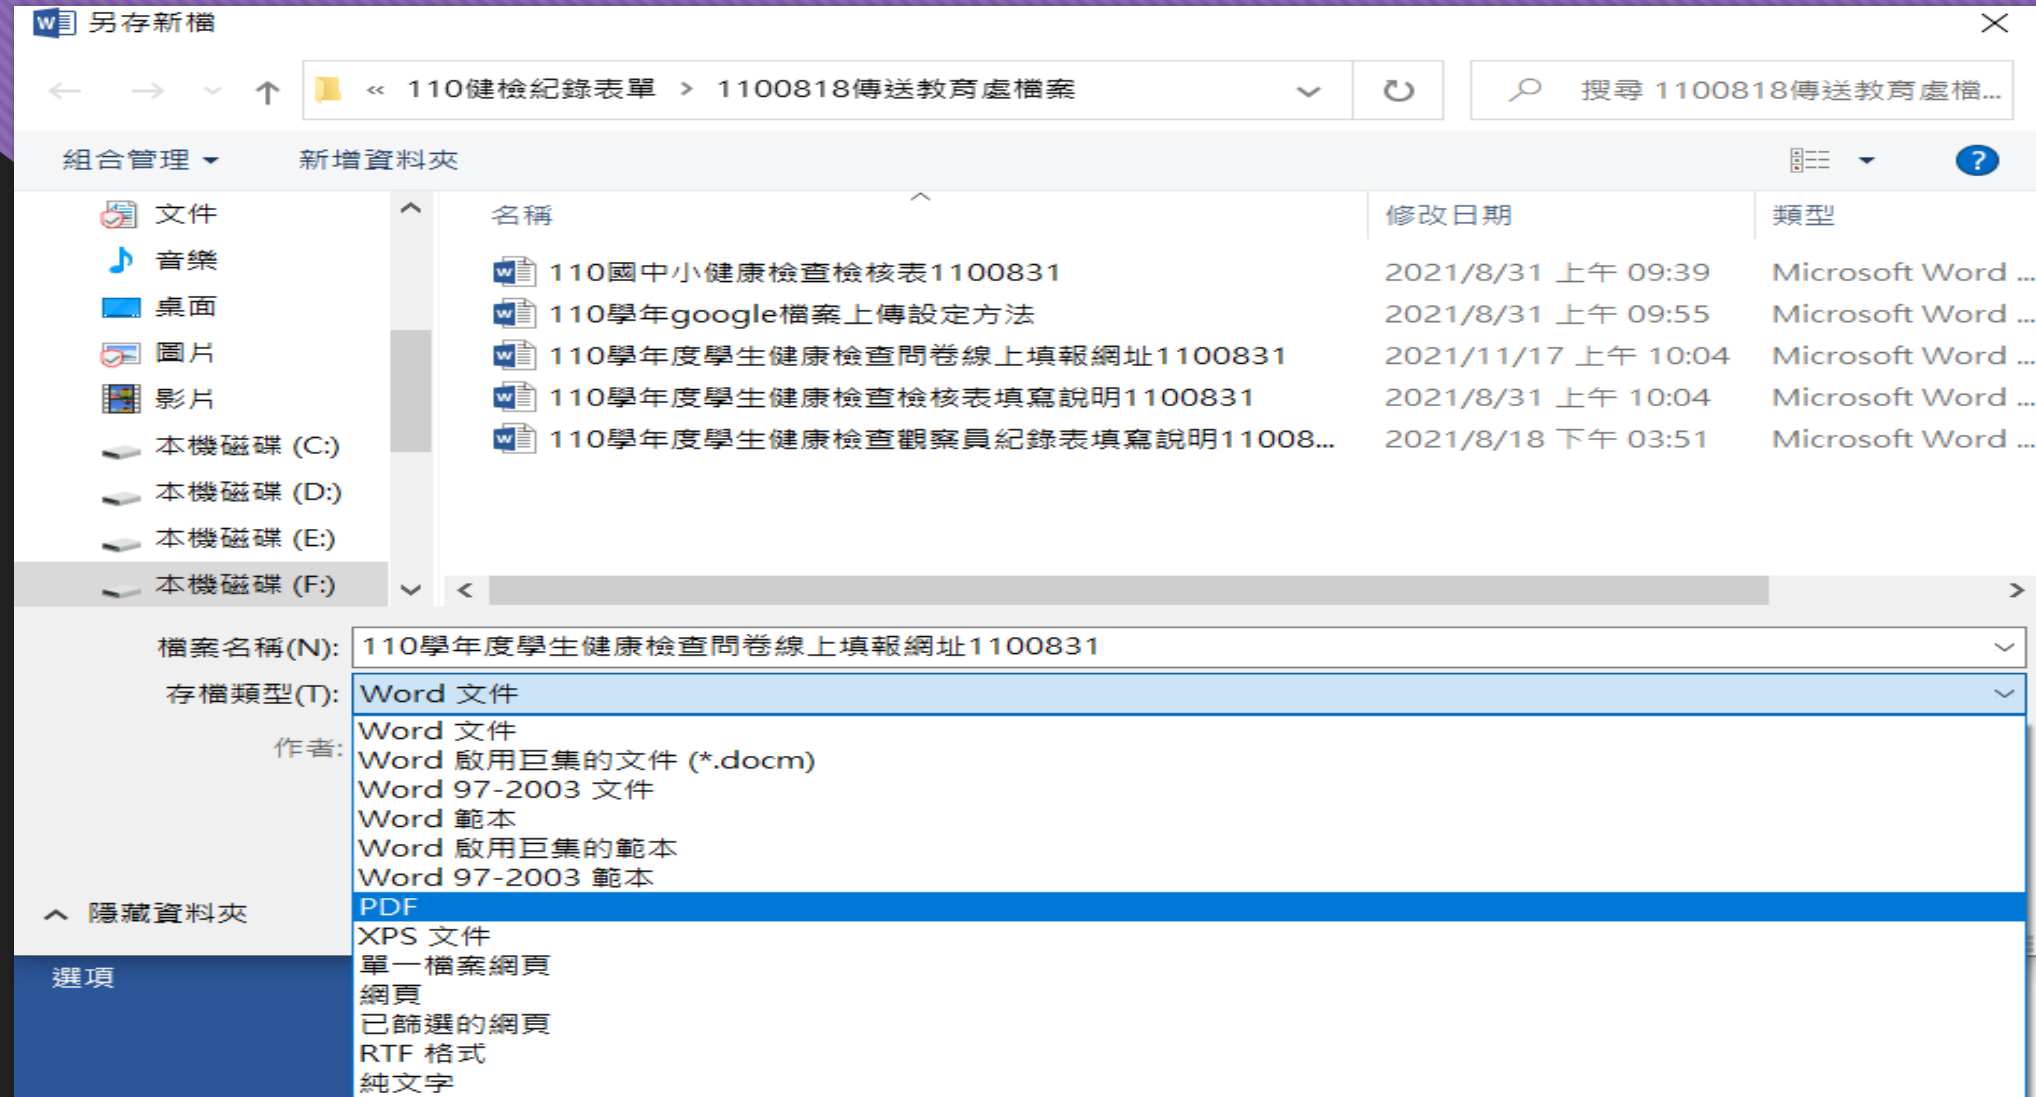 另存新檔
« 110健檢紀錄表單 > 1100818傳送教育處檔案
搜尋 1100818傳送教育處檔...
組合管理
新增資料夾
文件
音樂
桌面
圖片
影片
本機磁碟 (C:)
本機磁碟 (D:)
本機磁碟 (E:)
本機磁碟 (F:)
名稱 修改日期 類型
110國中小健康檢查檢核表1100831 2021/8/31 上午 09:39 Microsoft Word ...
110學年google檔案上傳設定方法 2021/8/31 上午 09:55 Microsoft Word ...
110學年度學生健康檢查問卷線上填報網址1100831 2021/11/17 上午 10:04 Microsoft Word ...
110學年度學生健康檢查檢核表填寫說明1100831 2021/8/31 上午 10:04 Microsoft Word ...
110學年度學生健康檢查觀察員紀錄表填寫說明11008... 2021/8/18 下午 03:51 Microsoft Word ...
檔案名稱(N): 110學年度學生健康檢查問卷線上填報網址1100831
存檔類型(T): Word 文件
作者:
Word 文件
Word 啟用巨集的文件 (*.docm)
Word 97-2003 文件
Word 範本
Word 啟用巨集的範本
Word 97-2003 範本
PDF
XPS 文件
單一檔案網頁
網頁
已篩選的網頁
RTF 格式
純文字
隱藏資料夾
選項